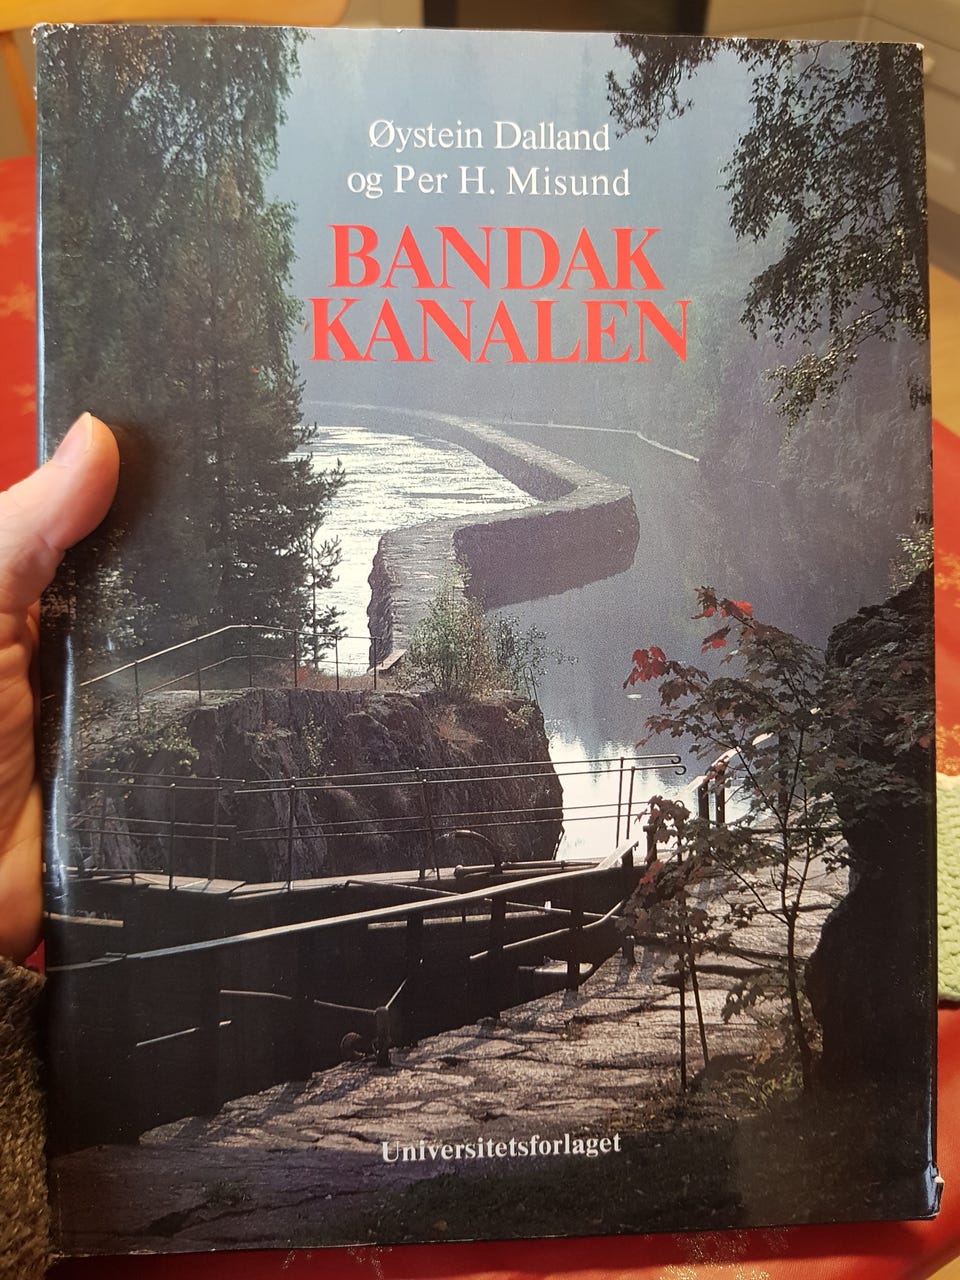 Øystein Dalland
og Per H. Misund
BANDAK
KANALEN
Universitetsforlaget